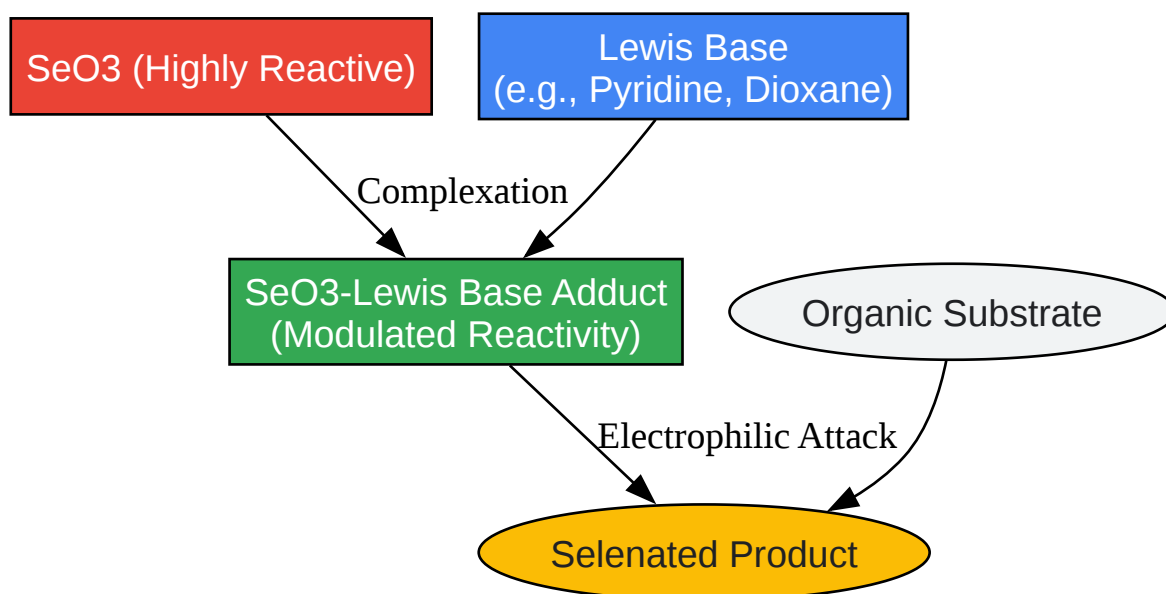 SeO3 (Highly Reactive)
Lewis Base
(e.g., Pyridine, Dioxane)
Complexation
SeO3-Lewis Base Adduct
(Modulated Reactivity)
Organic Substrate
Electrophilic Attack
Selenated Product